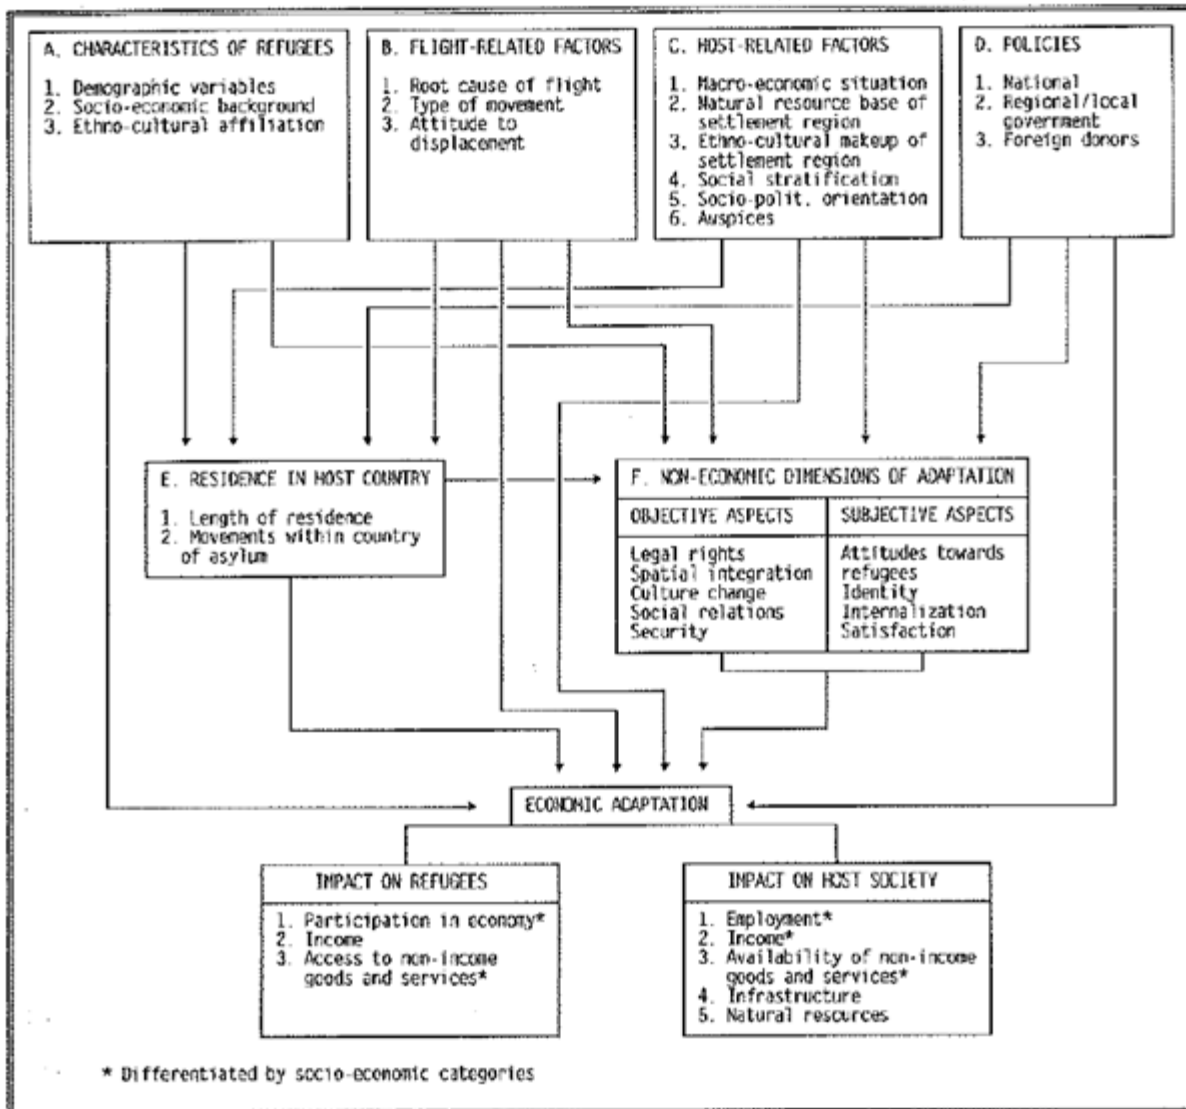 A. CHARACTERISTICS OF REFUGEES
1. Demographic variables
2. Socio-economic background
3. Ethno-cultural affiliation
B. FLIGHT-RELATED FACTORS
1. Root cause of flight
2. Type of movement
3. Attitude to
displacement
C. HOST-RELATED FACTORS
1. Macro-economic situation
2. Natural resource base of
settlement region
3. Ethno-cultural makeup of
settlement region
4. Social stratification
5. Socio-polit. orientation
6. Auspices
D. POLICIES
1. National
2. Regional/local
government
3. Foreign donors
E. RESIDENCE IN HOST COUNTRY
1. Length of residence
2. Movements within country
of asylum
F. NON-ECONOMIC DIMENSIONS OF ADAPTATION
OBJECTIVE ASPECTS
Legal rights
Spatial integration
Culture change
Social relations
Security
SUBJECTIVE ASPECTS
Attitudes towards
refugees
Identity
Internalization
Satisfaction
ECONOMIC ADAPTATION
IMPACT ON REFUGEES
1. Participation in economy*
2. Income
3. Access to non-income
goods and services*
IMPACT ON HOST SOCIETY
1. Employment*
2. Income*
3. Availability of non-income
goods and services*
4. Infrastructure
5. Natural resources
* Differentiated by socio-economic categories